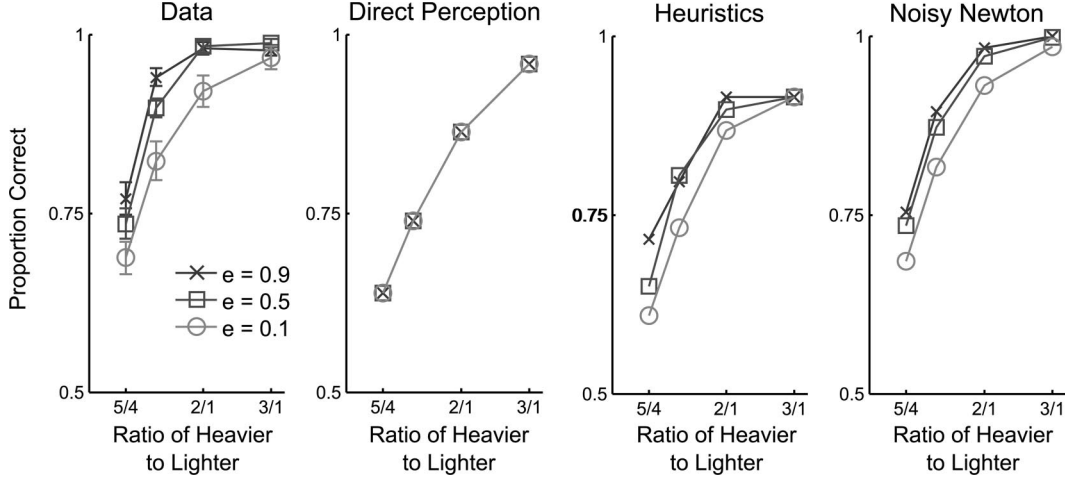 Data
Direct Perception
Heuristics
Noisy Newton
Proportion Correct
1
0.75
0.5
e = 0.9
e = 0.5
e = 0.1
5/4
2/1
3/1
Ratio of Heavier
to Lighter
1
0.75
0.5
5/4
2/1
3/1
Ratio of Heavier
to Lighter
1
0.75
0.5
5/4
2/1
3/1
Ratio of Heavier
to Lighter
1
0.75
0.5
5/4
2/1
3/1
Ratio of Heavier
to Lighter